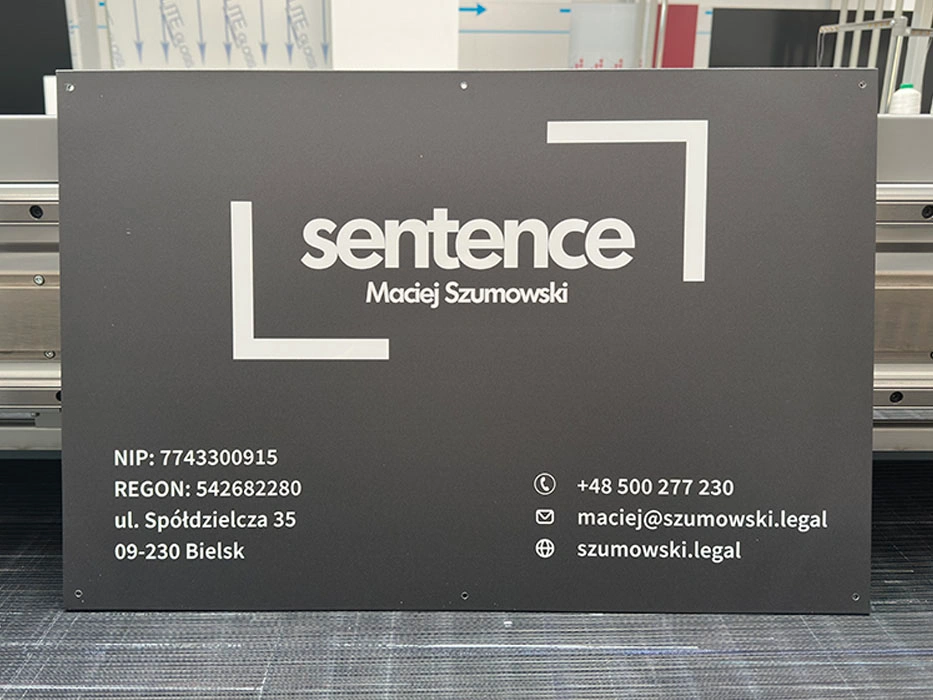 sentence
Maciej Szumowski
NIP: 7743300915
REGON: 542682280
ul. Spółdzielcza 35
09-230 Bielsk
+48 500 277 230
maciej@szumowski.legal
szumowski.legal